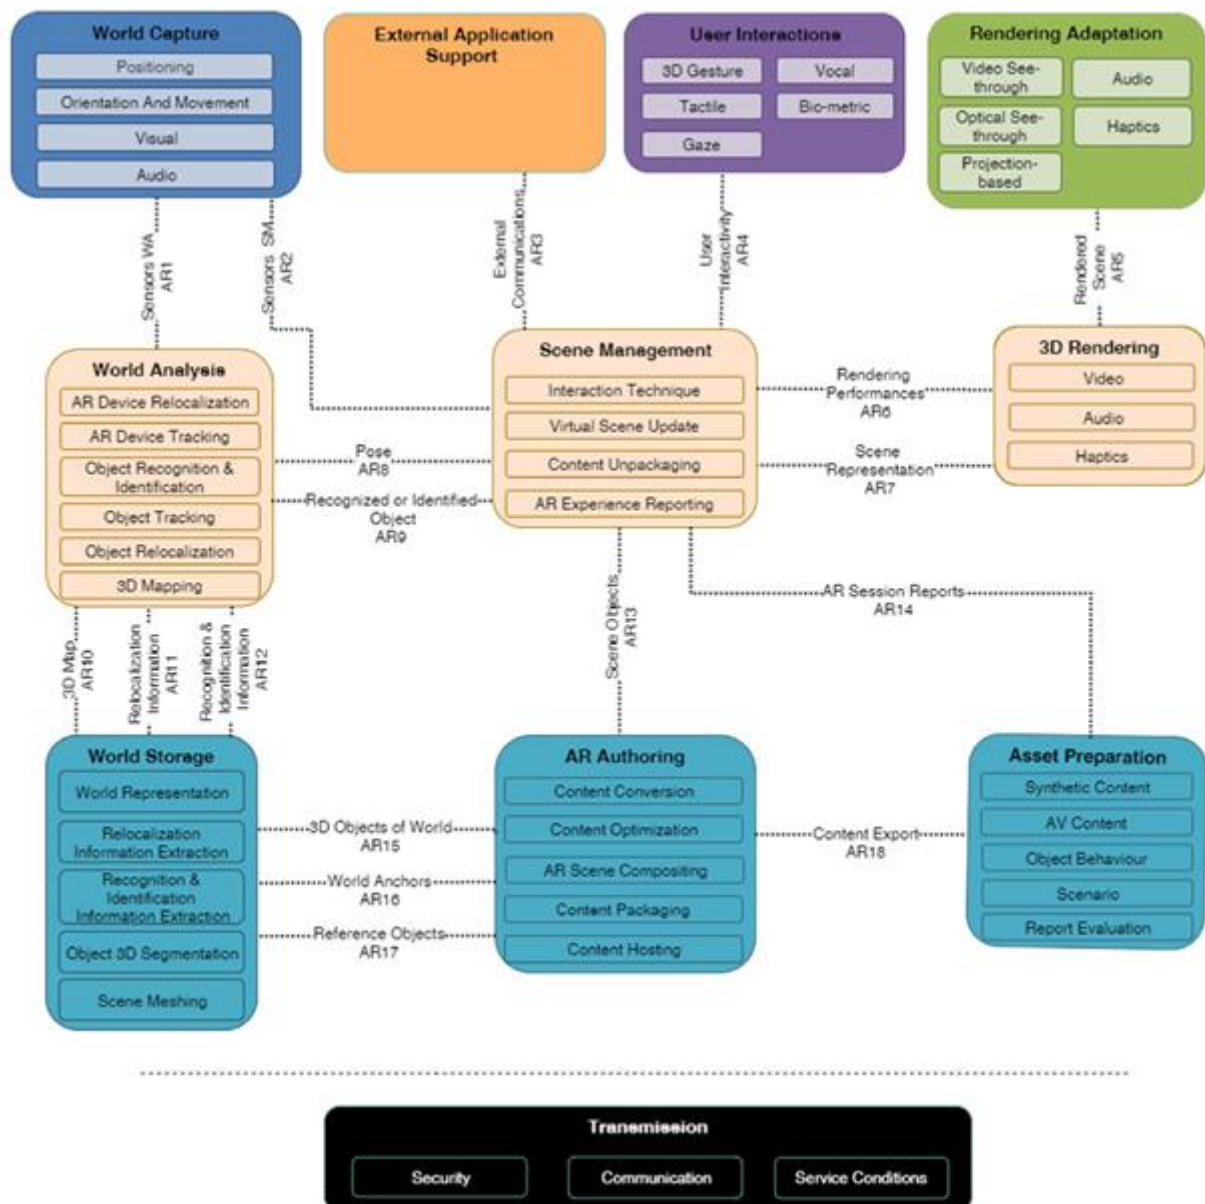 World Capture
Positioning
Orientation And Movement
Visual
Audio
External Application
Support
User Interactions
3D Gesture
Vocal
Tactile
Bio-metric
Gaze
Rendering Adaptation
Video See-
through
Audio
Optical See-
through
Haptics
Projection-
based
Sensors WA
AR1
Sensors SM
AR2
External
Communications
AR3
User
Interactivity
AR4
Rendered
Scene
AR5
World Analysis
AR Device Relocalization
AR Device Tracking
Object Recognition &
Identification
Object Tracking
Object Relocalization
3D Mapping
Pose
AR8
Recognized or Identified
Object
AR9
Scene Management
Interaction Technique
Virtual Scene Update
Content Unpackaging
AR Experience Reporting
Rendering
Performances
AR6
Scene
Representation
AR7
3D Rendering
Video
Audio
Haptics
3D Map
AR10
Relocalization
Information
AR11
Recognition &
Identification
Information
AR12
Scene Objects
AR13
AR Session Reports
AR14
World Storage
World Representation
Relocalization
Information Extraction
Recognition &
Identification
Information Extraction
Object 3D Segmentation
Scene Meshing
3D Objects of World
AR15
World Anchors
AR16
Reference Objects
AR17
AR Authoring
Content Conversion
Content Optimization
AR Scene Compositing
Content Packaging
Content Hosting
Content Export
AR18
Asset Preparation
Synthetic Content
AV Content
Object Behaviour
Scenario
Report Evaluation
Transmission
Security
Communication
Service Conditions